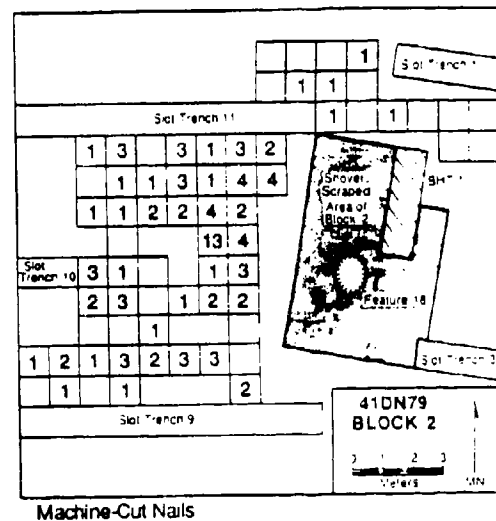 1
Slot Trench
1 1
Slot Trench 11
1 1
1 3 3 1 3 2
1 1 3 1 4 4
1 1 2 2 4 2
13 4
Slot
Trench 10
3 1 1 3
2 3 1 2 2
1
1 2 1 3 2 3 3
1 1 2
Slot Trench 9
Shovel
Scraped
Area of
Block 2
BHT
Feature 18
Slot Trench
41DN79
BLOCK 2
0 1 2 3
Meters
MN
Machine-Cut Nails